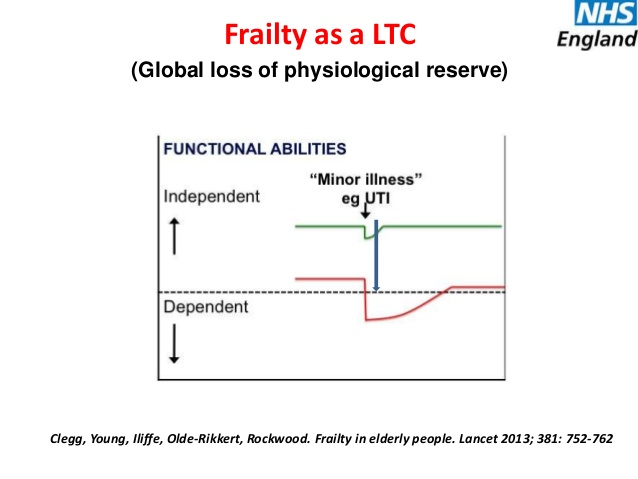 Frailty as a LTC
NHS
England
(Global loss of physiological reserve)
FUNCTIONAL ABILITIES
“Minor illness”
eg UTI
Independent
Dependent
Clegg, Young, Iliffe, Olde-Rikkert, Rockwood. Frailty in elderly people. Lancet 2013; 381: 752-762